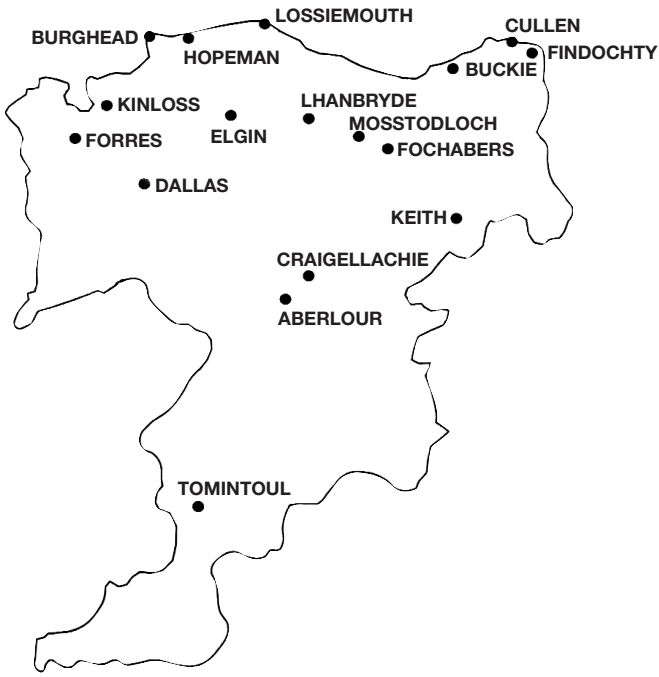 LOSSIEMOUTH
CULLEN
BURGHEAD
HOPEMAN
FINDOCHTY
BUCKIE
KINLOSS
LHANBRYDE
MOSSTODLOCH
ELGIN
FORRES
FOCHABERS
DALLAS
KEITH
CRAIGELLACHIE
ABERLOUR
TOMINTOUL